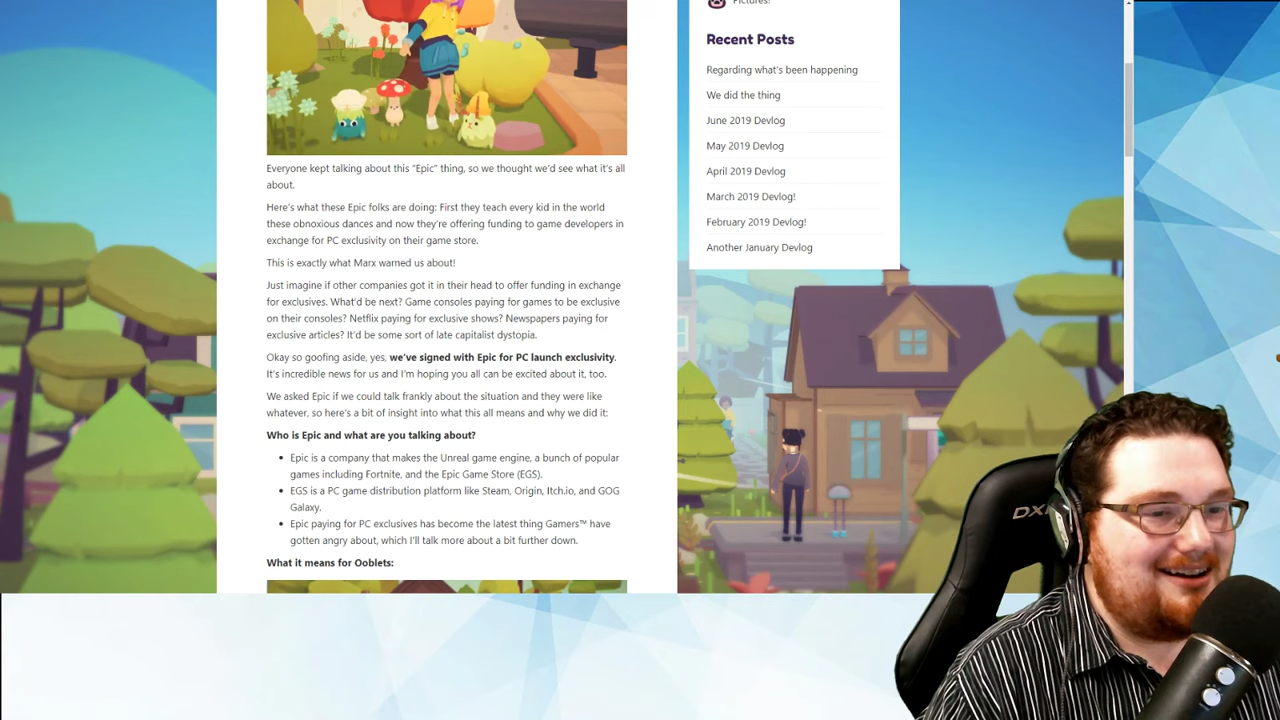 Everyone kept talking about this “Epic” thing, so we thought we’d see what it’s all
about.
Here’s what these Epic folks are doing: First they teach every kid in the world
these obnoxious dances and now they’re offering funding to game developers in
exchange for PC exclusivity on their game store.
This is exactly what Marx warned us about!
Just imagine if other companies got it in their head to offer funding in exchange
for exclusives. What’d be next? Game consoles paying for games to be exclusive
on their consoles? Netflix paying for exclusive shows? Newspapers paying for
exclusive articles? It’d be some sort of late capitalist dystopia.
Okay so goofing aside, yes, we’ve signed with Epic for PC launch exclusivity.
It’s incredible news for us and I’m hoping you all can be excited about it, too.
We asked Epic if we could talk frankly about the situation and they were like
whatever, so here’s a bit of insight into what this all means and why we did it:
Who is Epic and what are you talking about?
• Epic is a company that makes the Unreal game engine, a bunch of popular
games including Fortnite, and the Epic Game Store (EGS).
• EGS is a PC game distribution platform like Steam, Origin, Itch.io, and GOG
Galaxy.
• Epic paying for PC exclusives has become the latest thing Gamers™ have
gotten angry about, which I’ll talk more about a bit further down.
What it means for Ooblets:
Pictures!
Recent Posts
Regarding what's been happening
We did the thing
June 2019 Devlog
May 2019 Devlog
April 2019 Devlog
March 2019 Devlog!
February 2019 Devlog!
Another January Devlog
DX